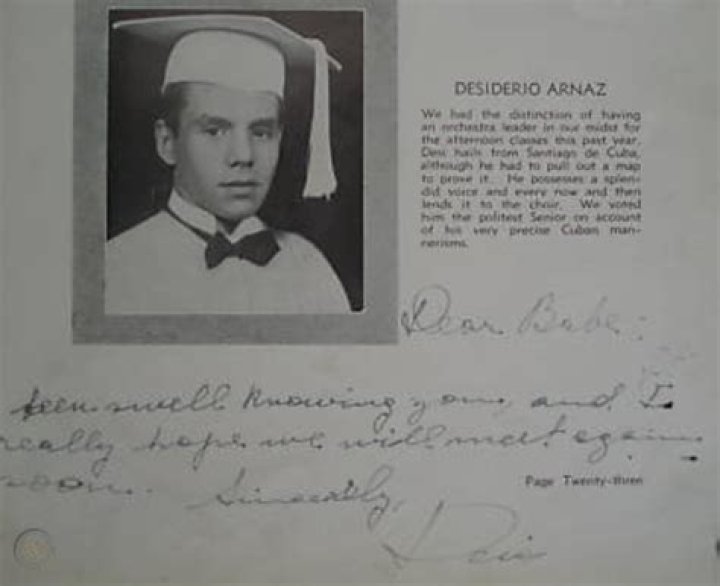 DESIDERIO ARNAZ
We had the distinction of having
an orchestra leader in our midst for
the afternoon classes this past year.
Desi hails from Santiago de Cuba,
although he had to pull out a map
to prove it. He possesses a splen-
did voice and every now and then
lends it to the choir. We voted
him the politest Senior on account
of his very precise Cuban man-
nerisms.
Dear Babe:
been swell knowing you, and I
really hope we will meet again
soon.
Page Twenty-three
Sincerely,
Desi